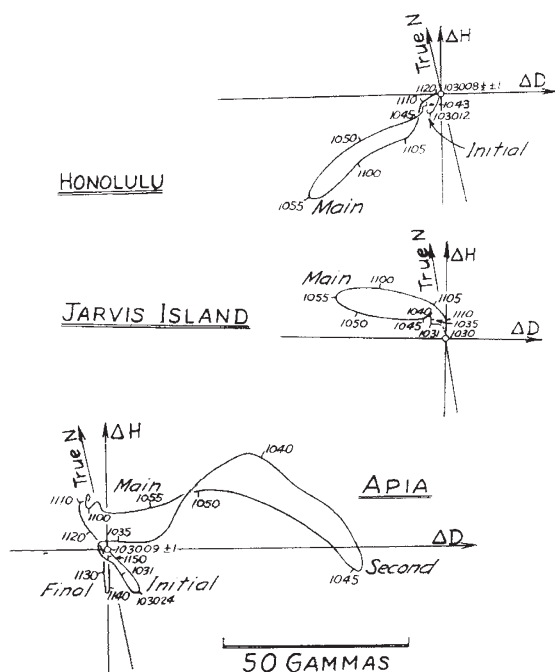 True N
ΔH
103008 ± ±1
ΔD
1120
1110
1043
1045
103012
1050
1105
Initial
1100
HONOLULU
1055
Main
True N
ΔH
Main
1100
1055
1105
JARVIS ISLAND
1040
1110
1050
1045
1035
ΔD
1031
1030
True N
ΔH
1040
1110
Main
1100
1055
1050
APIA
1120
1035
ΔD
103009 ±1
1150
1130
1031
1045
Second
Final
1140
Initial
103024
50 GAMMAS